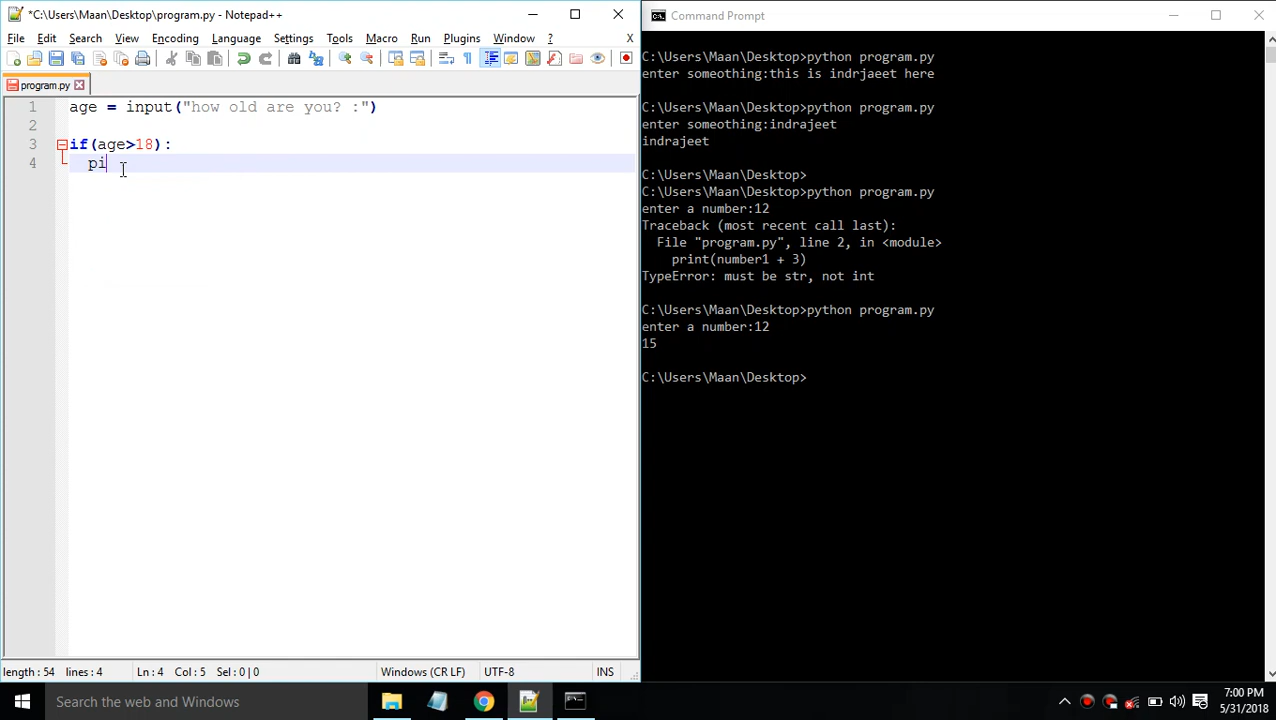 *C:\Users\Maan\Desktop\program.py - Notepad++
File Edit Search View Encoding Language Settings Tools Macro Run Plugins Window ? X
program.py
1 age = input("how old are you? :")
2
3 if(age>18):
4 pi
length : 54 lines : 4 Ln : 4 Col : 5 Sel : 0 | 0 Windows (CR LF) UTF-8 INS
Command Prompt
C:\Users\Maan\Desktop>python program.py
enter someothing:this is indrjaeet here
C:\Users\Maan\Desktop>python program.py
enter someothing:indrajeet
indrajeet
C:\Users\Maan\Desktop>
C:\Users\Maan\Desktop>python program.py
enter a number:12
Traceback (most recent call last):
File "program.py", line 2, in <module>
print(number1 + 3)
TypeError: must be str, not int
C:\Users\Maan\Desktop>python program.py
enter a number:12
15
C:\Users\Maan\Desktop>
Search the web and Windows
7:00 PM
5/31/2018